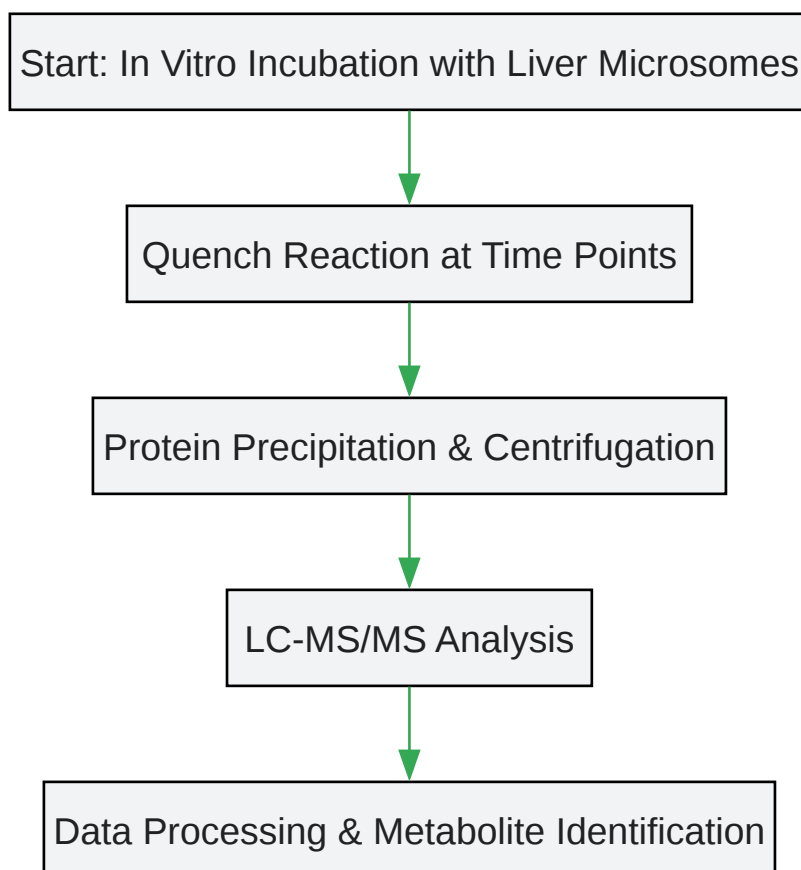 Start: In Vitro Incubation with Liver Microsomes
Quench Reaction at Time Points
Protein Precipitation & Centrifugation
LC-MS/MS Analysis
Data Processing & Metabolite Identification